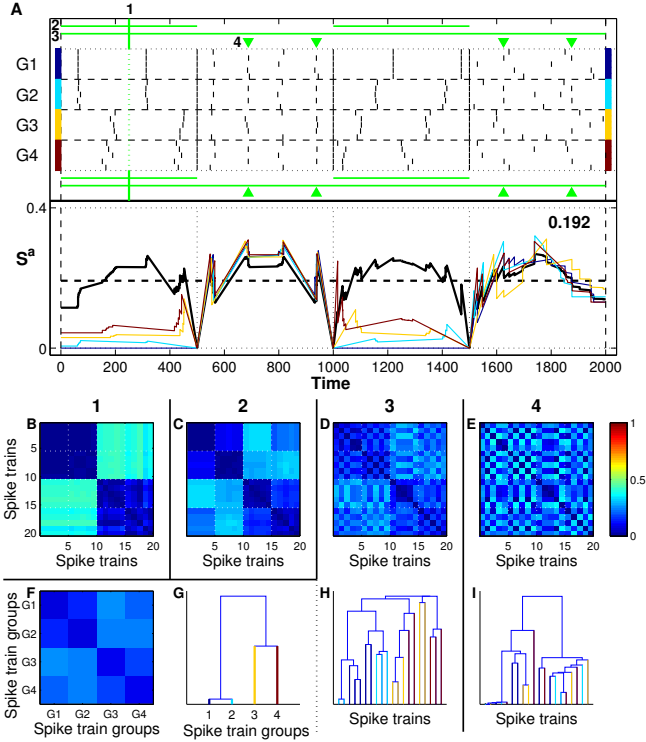 A
1
2
3
4
G1
G2
G3
G4
0.4
0.192
Sᵃ
0
0 200 400 600 800 1000 1200 1400 1600 1800 2000
Time
1 2 3 4
B C D E
Spike trains
5
10
15
20
5 10 15 20
5 10 15 20
5 10 15 20
5 10 15 20
Spike trains Spike trains Spike trains Spike trains
1
0.5
0
F G H I
Spike train groups
G1
G2
G3
G4
G1 G2 G3 G4
1 2 3 4
Spike train groups Spike train groups Spike trains Spike trains